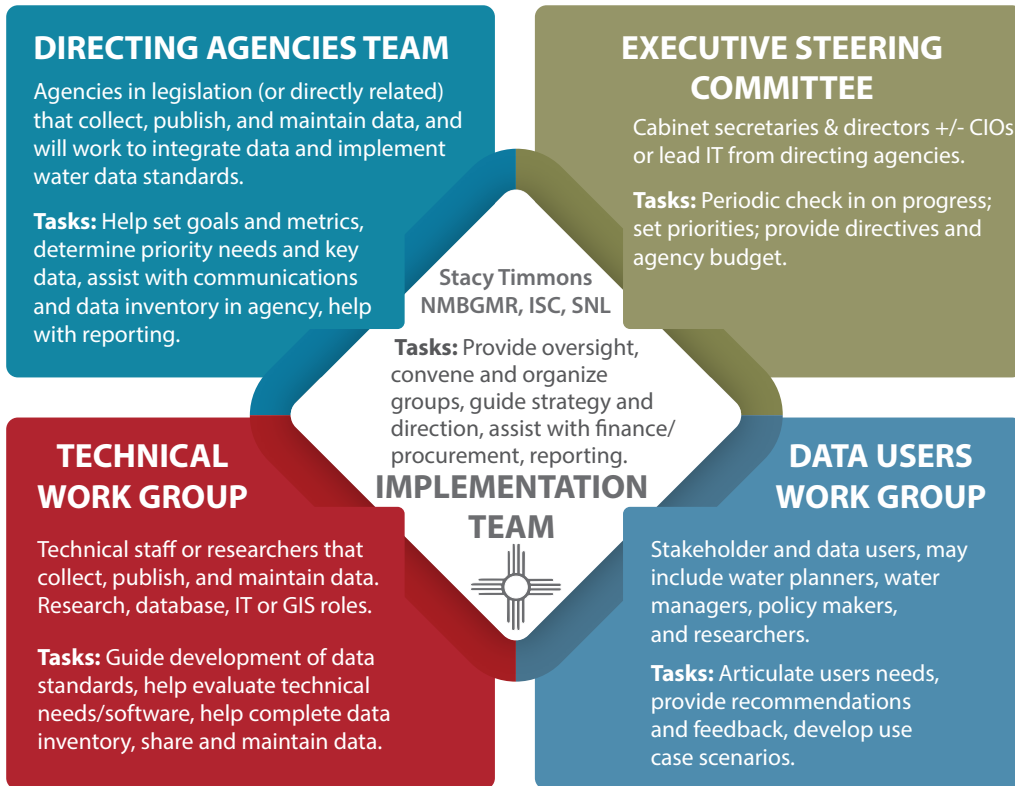 DIRECTING AGENCIES TEAM
Agencies in legislation (or directly related)
that collect, publish, and maintain data, and
will work to integrate data and implement
water data standards.
Tasks: Help set goals and metrics,
determine priority needs and key
data, assist with communications
and data inventory in agency, help
with reporting.
EXECUTIVE STEERING
COMMITTEE
Cabinet secretaries & directors +/- CIOs
or lead IT from directing agencies.
Tasks: Periodic check in on progress;
set priorities; provide directives and
agency budget.
Stacy Timmons
NMBGMR, ISC, SNL
Tasks: Provide oversight,
convene and organize
groups, guide strategy and
direction, assist with finance/
procurement, reporting.
IMPLEMENTATION
TEAM
TECHNICAL
WORK GROUP
Technical staff or researchers that
collect, publish, and maintain data.
Research, database, IT or GIS roles.
Tasks: Guide development of data
standards, help evaluate technical
needs/software, help complete data
inventory, share and maintain data.
DATA USERS
WORK GROUP
Stakeholder and data users, may
include water planners, water
managers, policy makers,
and researchers.
Tasks: Articulate users needs,
provide recommendations
and feedback, develop use
case scenarios.